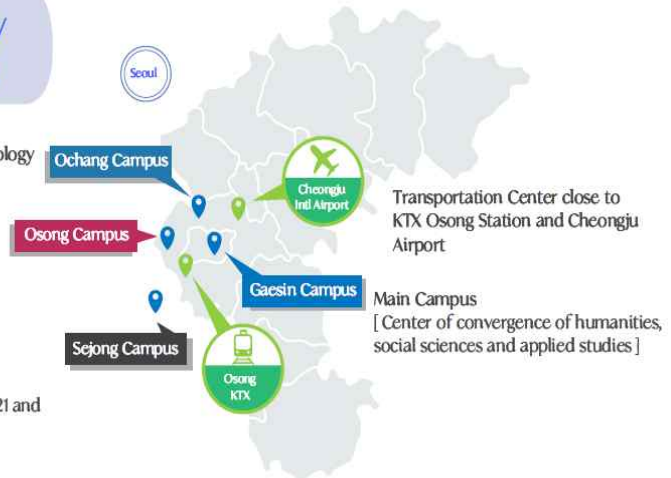 Seoul
Ochang Campus
Cheongju
Intl Airport
Transportation Center close to
KTX Osong Station and Cheongju
Airport
Osong Campus
Gaesin Campus
Main Campus
[ Center of convergence of humanities,
social sciences and applied studies ]
Sejong Campus
Osong
KTX
21 and